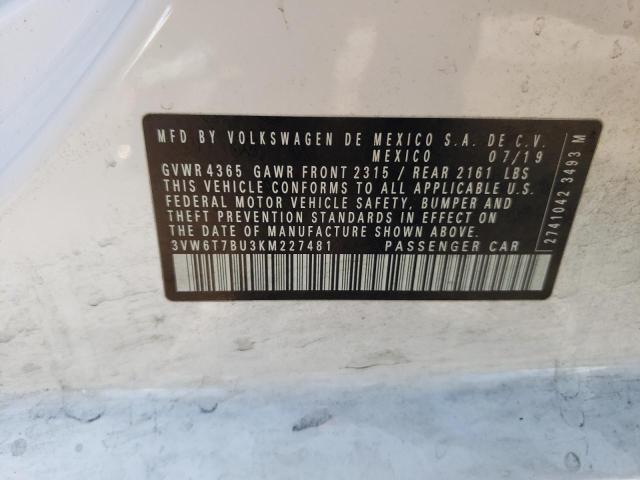 MFD BY VOLKSWAGEN DE MEXICO S.A. DE C.V.
MEXICO 07/19
GVWR 4365 GAWR FRONT 2315 / REAR 2161 LBS
THIS VEHICLE CONFORMS TO ALL APPLICABLE U.S.
FEDERAL MOTOR VEHICLE SAFETY, BUMPER AND
THEFT PREVENTION STANDARDS IN EFFECT ON
THE DATE OF MANUFACTURE SHOWN ABOVE.
3VW6T7BU3KM227481 PASSENGER CAR
2741042 3493 M